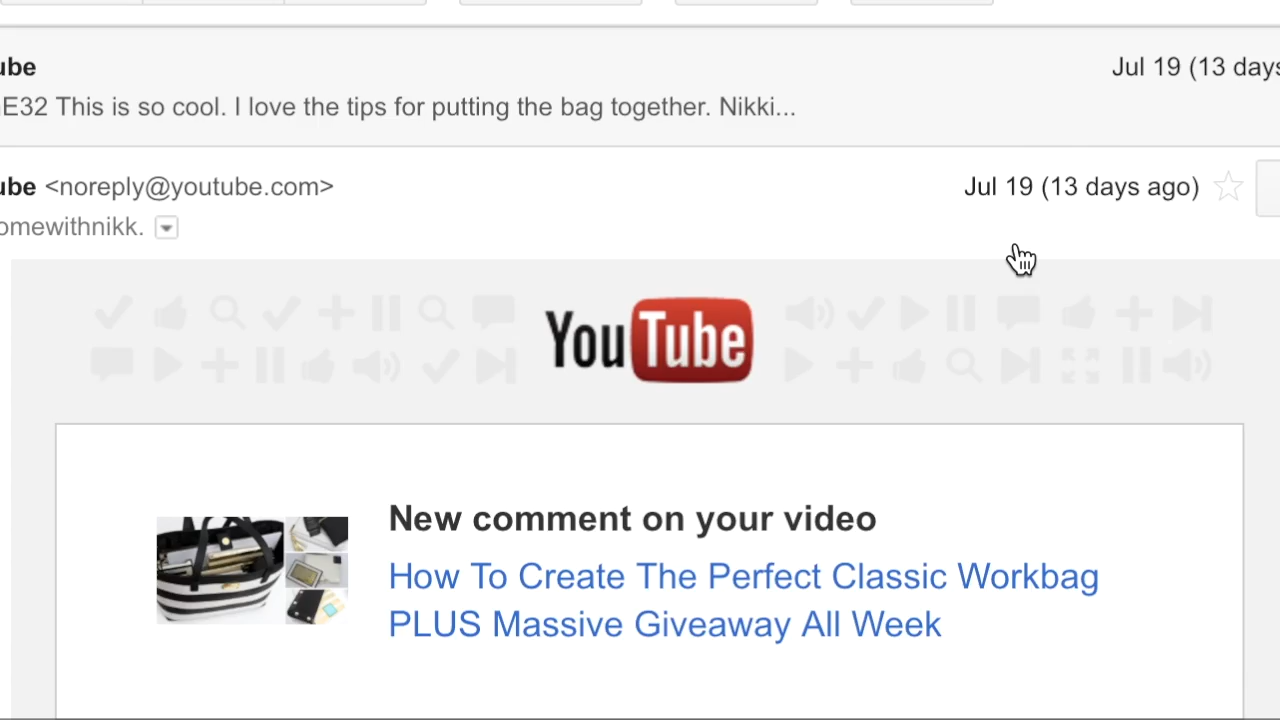 ube
Jul 19 (13 days
E32 This is so cool. I love the tips for putting the bag together. Nikki...
ube <noreply@youtube.com>
Jul 19 (13 days ago)
omewithnikk.
YouTube
New comment on your video
How To Create The Perfect Classic Workbag
PLUS Massive Giveaway All Week